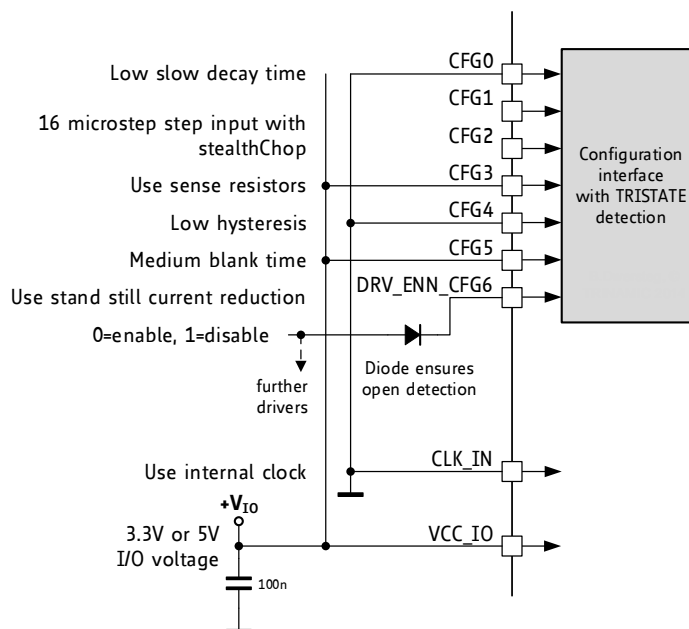 CFG0
Low slow decay time
CFG1
16 microstep step input with
stealthChop
CFG2
Configuration
interface
with TRISTATE
detection
CFG3
Use sense resistors
CFG4
Low hysteresis
CFG5
Medium blank time
DRV_ENN_CFG6
Use stand still current reduction
0=enable, 1=disable
Diode ensures
open detection
further
drivers
CLK_IN
Use internal clock
+VIO
3.3V or 5V
I/O voltage
VCC_IO
100n